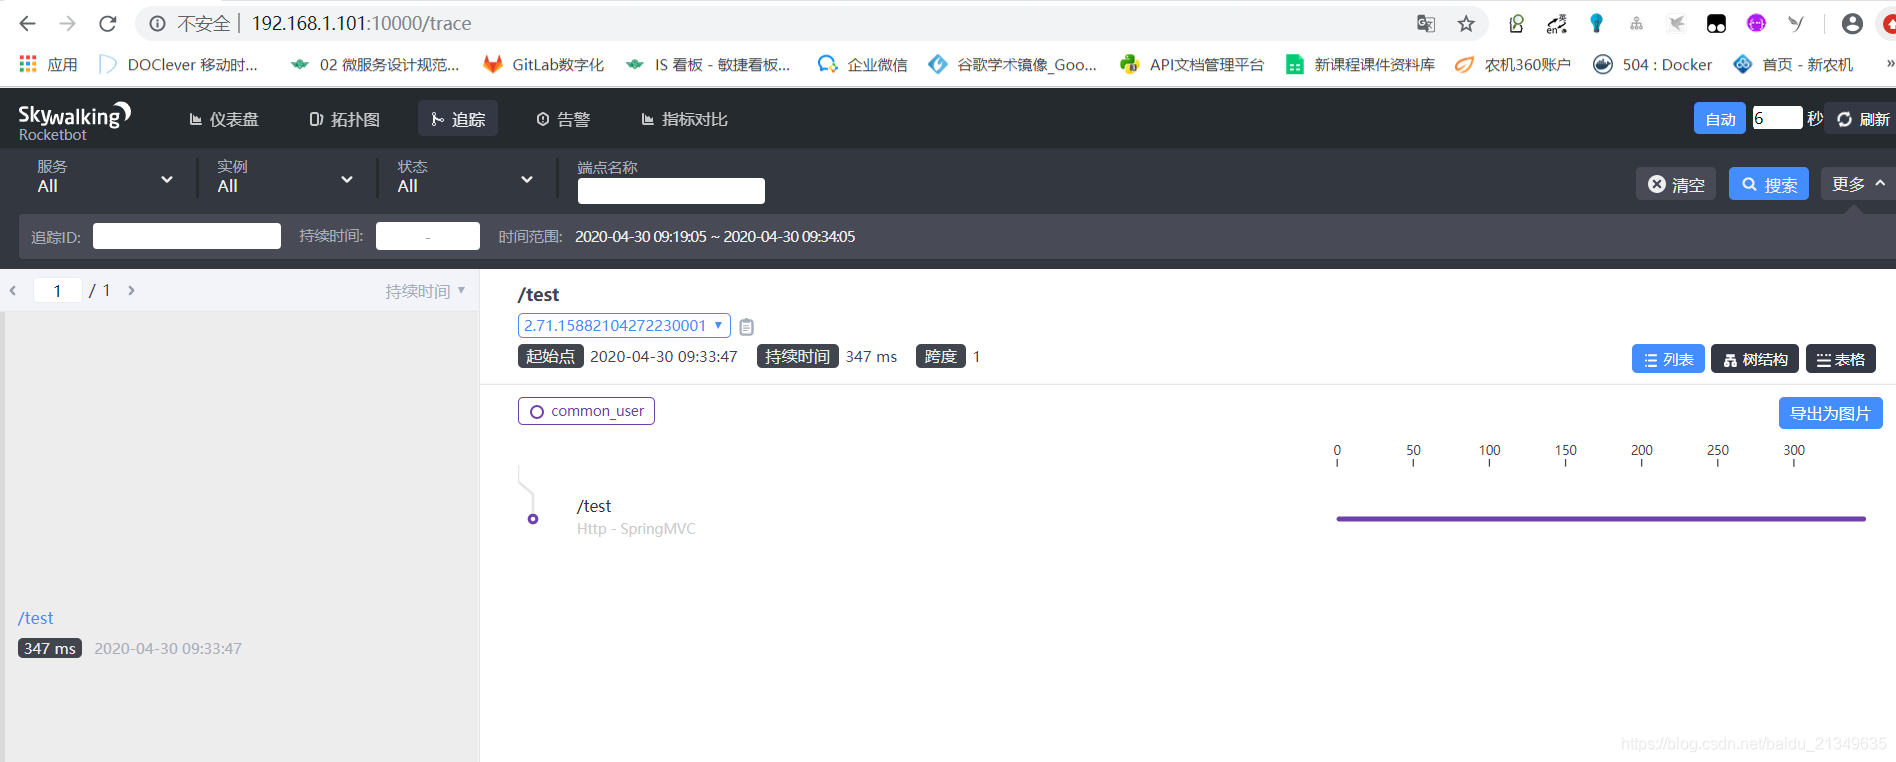 不安全 | 192.168.1.101:10000/trace
应用 DOClever 移动时... 02 微服务设计规范... GitLab数字化 IS 看板 - 敏捷看板... 企业微信 谷歌学术镜像_Goo... API文档管理平台 新课程课件资料库 农机360账户 504 : Docker 首页 - 新农机 »
Skywalking
Rocketbot
仪表盘 拓扑图 追踪 告警 指标对比 自动 6 秒 刷新
服务 实例 状态 端点名称
All All All
清空 搜索 更多
追踪ID: 持续时间: - 时间范围: 2020-04-30 09:19:05 ~ 2020-04-30 09:34:05
1 / 1 持续时间
/test
2.71.15882104272230001
起始点 2020-04-30 09:33:47 持续时间 347 ms 跨度 1
列表 树结构 表格
common_user 导出为图片
0 50 100 150 200 250 300
/test
Http - SpringMVC
/test
347 ms 2020-04-30 09:33:47
https://blog.csdn.net/baidu_21349635